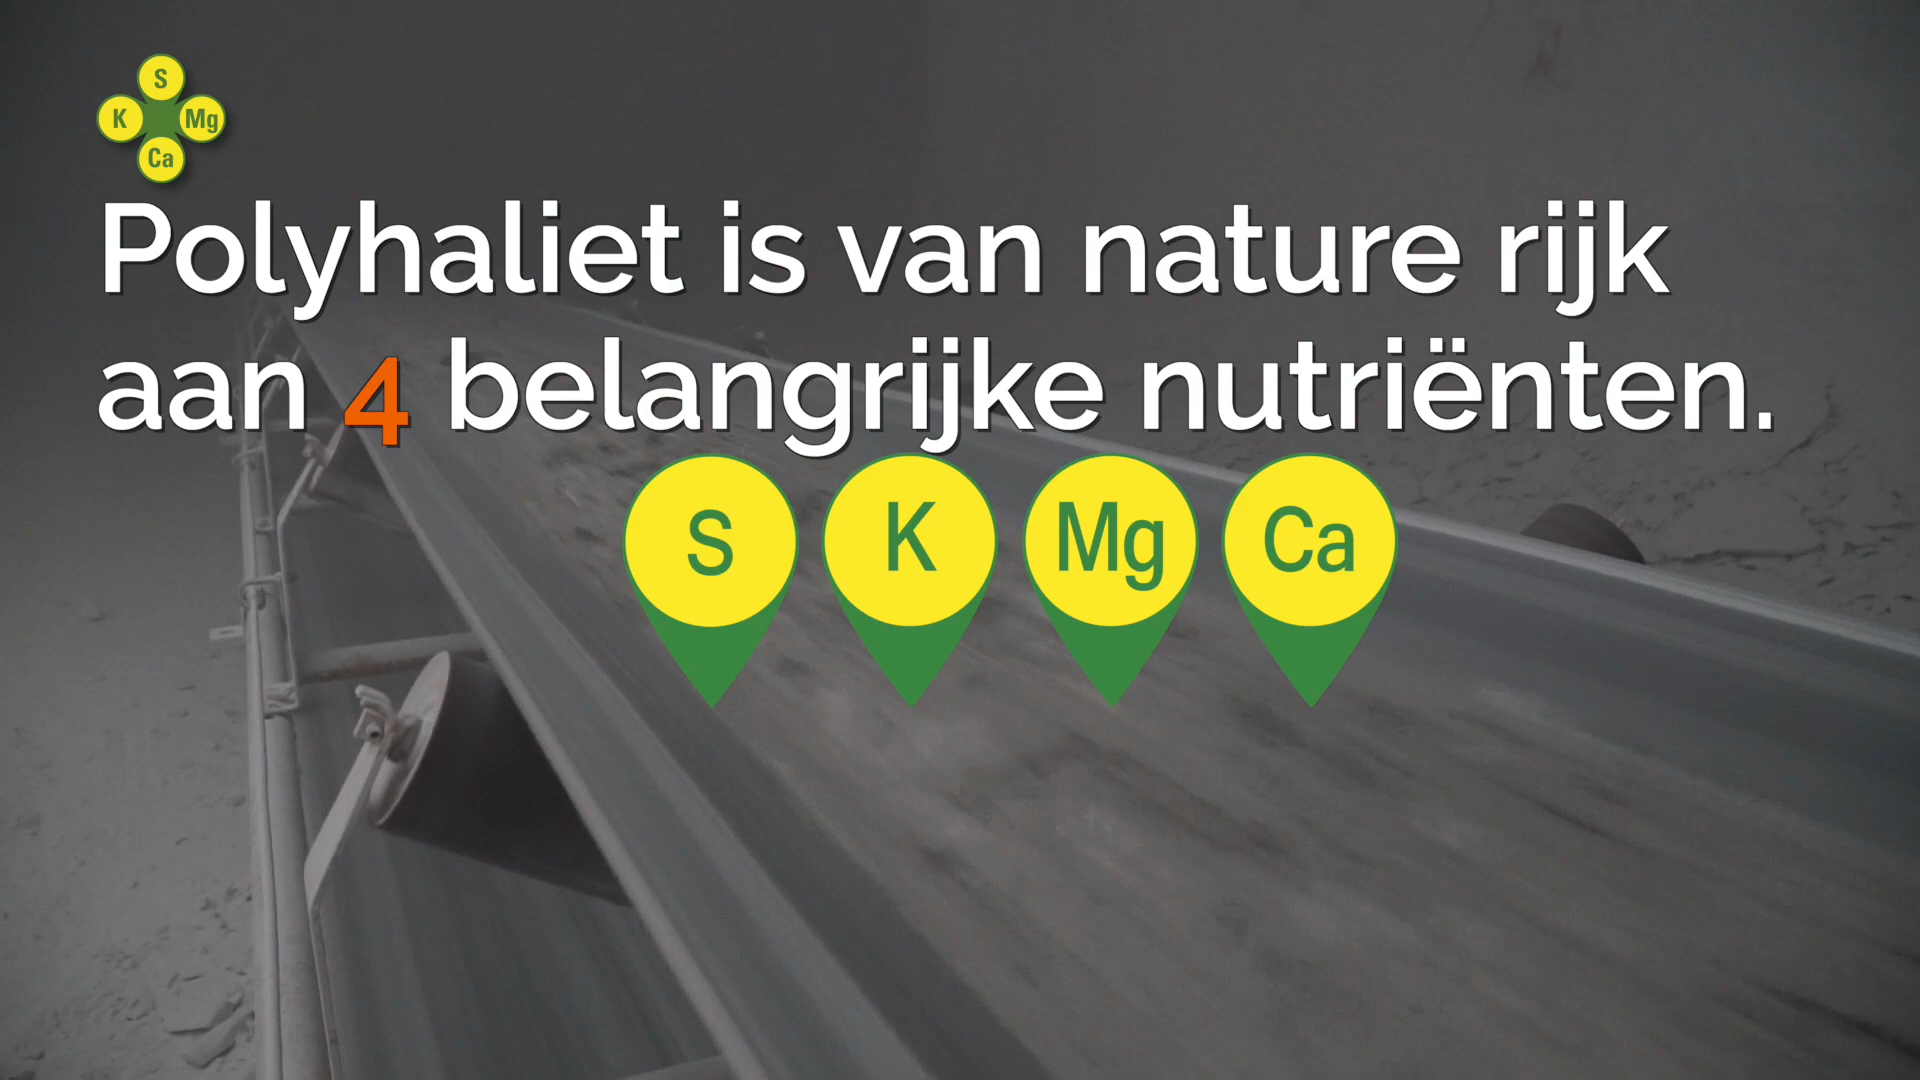 S
K Mg
Ca
Polyhaliet is van nature rijk
aan 4 belangrijke nutriënten.
S K Mg Ca